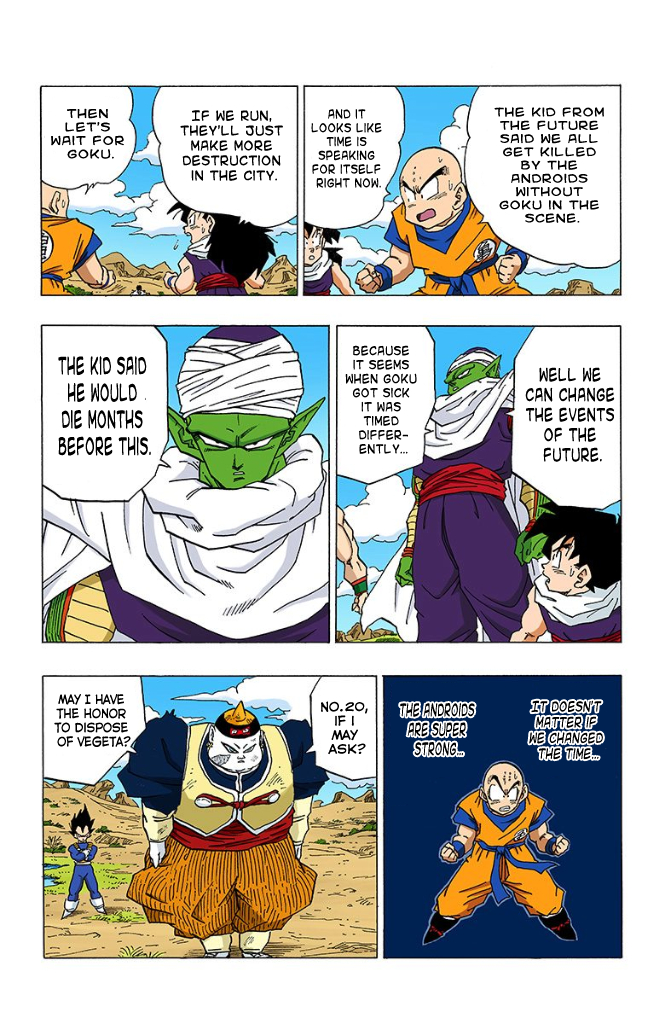 THE KID FROM
THE FUTURE
SAID WE ALL
GET KILLED
BY THE
ANDROIDS
WITHOUT
GOKU IN THE
SCENE.
AND IT
LOOKS LIKE
TIME IS
SPEAKING
FOR ITSELF
RIGHT NOW.
IF WE RUN,
THEY'LL JUST
MAKE MORE
DESTRUCTION
IN THE CITY.
THEN
LET'S
WAIT FOR
GOKU.
WELL WE
CAN CHANGE
THE EVENTS
OF THE
FUTURE.
BECAUSE
IT SEEMS
WHEN GOKU
GOT SICK
IT WAS
TIMED
DIFFER-
ENTLY...
THE KID SAID
HE WOULD
DIE MONTHS
BEFORE THIS.
IT DOESN'T
MATTER IF
WE CHANGED
THE TIME...
THE ANDROIDS
ARE SUPER
STRONG...
NO.20,
IF I
MAY
ASK?
MAY I HAVE
THE HONOR
TO DISPOSE
OF VEGETA?